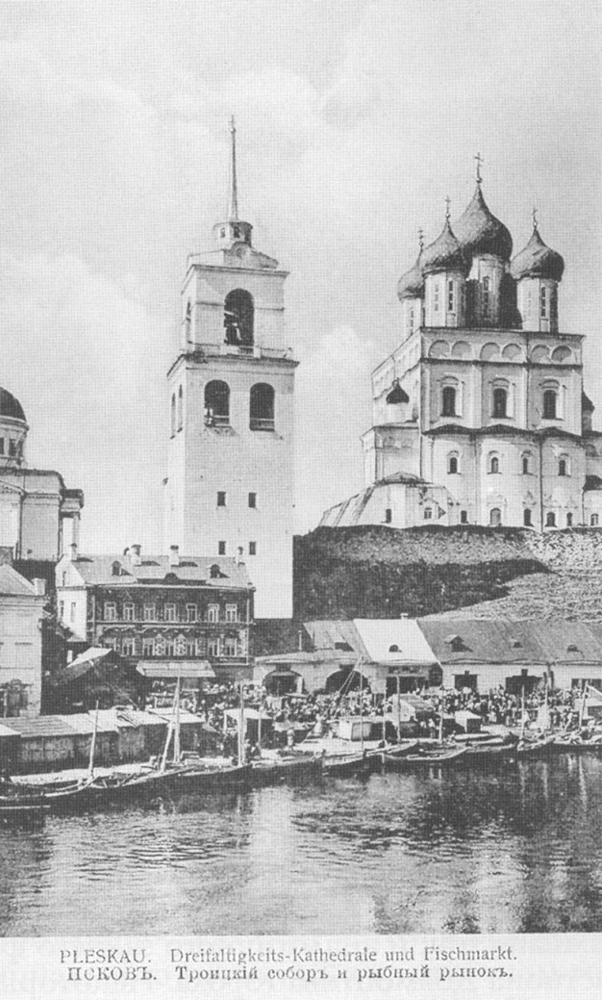 PLESKAU. Dreifaltigkeits-Kathedrale und Fischmarkt.
ПСКОВЪ. Троицкій соборъ и рыбный рынокъ.